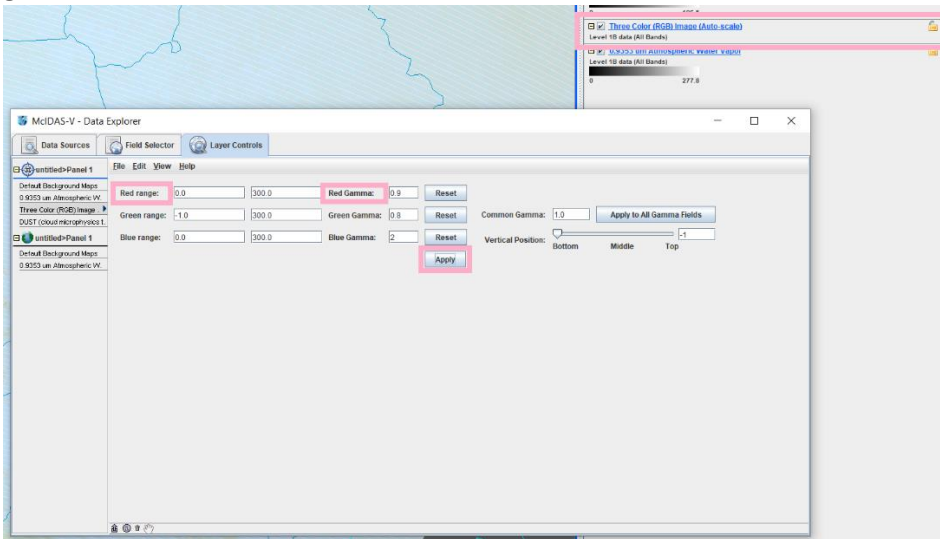 Three Color (RGB) Image (Auto-scale)
Level 1B data (All Bands)
0.9353 um Atmospheric Water Vapor
Level 1B data (All Bands)
0 277.8
McIDAS-V - Data Explorer
Data Sources Field Selector Layer Controls
untitled>Panel 1 File Edit View Help
Default Background Maps
0.9353 um Atmospheric W.
Three Color (RGB) Image
DUST (cloud microphysics t.
untitled>Panel 1
Default Background Maps
0.9353 um Atmospheric W.
Red range: 0.0 300.0 Red Gamma: 0.9 Reset
Green range: -1.0 300.0 Green Gamma: 0.8 Reset Common Gamma: 1.0 Apply to All Gamma Fields
Blue range: 0.0 300.0 Blue Gamma: 2 Reset Vertical Position: -1
Bottom Middle Top
Apply